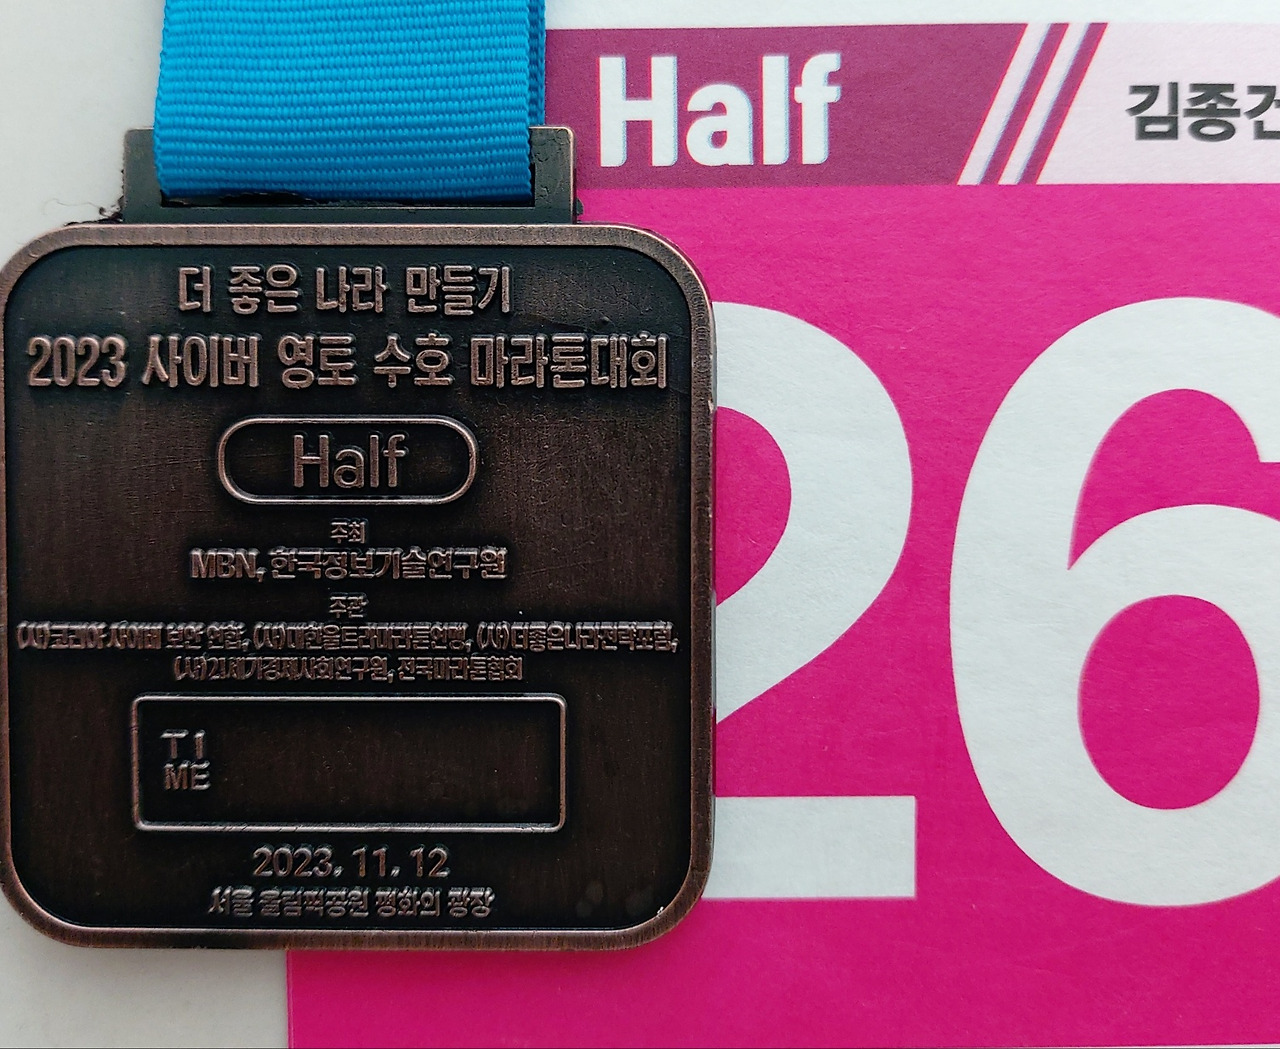 더 좋은 나라 만들기
2023 사이버 영토 수호 마라톤대회
Half
주최
MBN, 한국정보기술연구원
주관
(사)코리아 사이버 보안 연합, (사)대한울트라마라톤연맹, (사)더좋은나라전략포럼,
(사)21세기경제사회연구원, 전국마라톤협회
TI
ME
2023. 11. 12
서울 올림픽공원 평화의 광장
Half
김종건
26